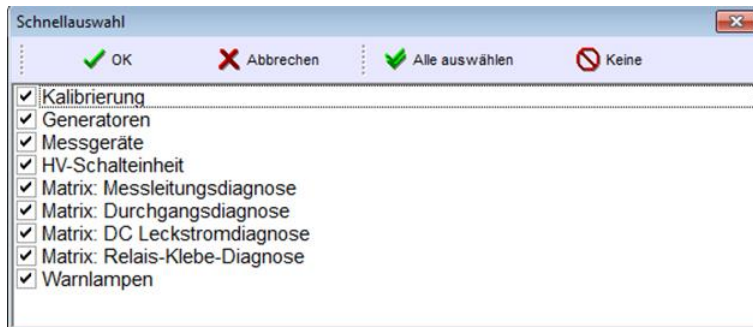 Schnellauswahl
OK Abbrechen Alle auswählen Keine
Kalibrierung
Generatoren
Messgeräte
HV-Schalteinheit
Matrix: Messleitungsdiagnose
Matrix: Durchgangsdiagnose
Matrix: DC Leckstromdiagnose
Matrix: Relais-Klebe-Diagnose
Warnlampen